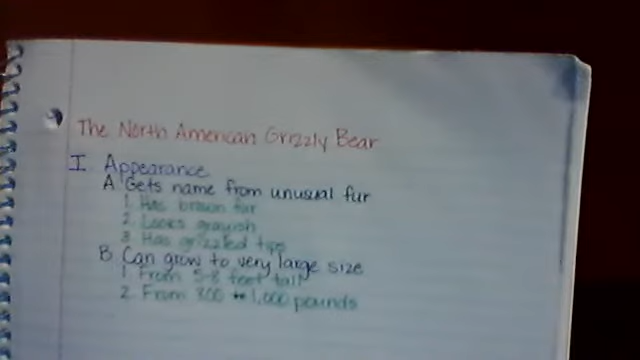 The North American Grizzly Bear
I. Appearance
A. Gets name from unusual fur
1. Has brown fur
2. Looks grayish
3. Has grizzled tips
B. Can grow to very large size
1. From 5-8 feet tall
2. From 300 to 1,000 pounds